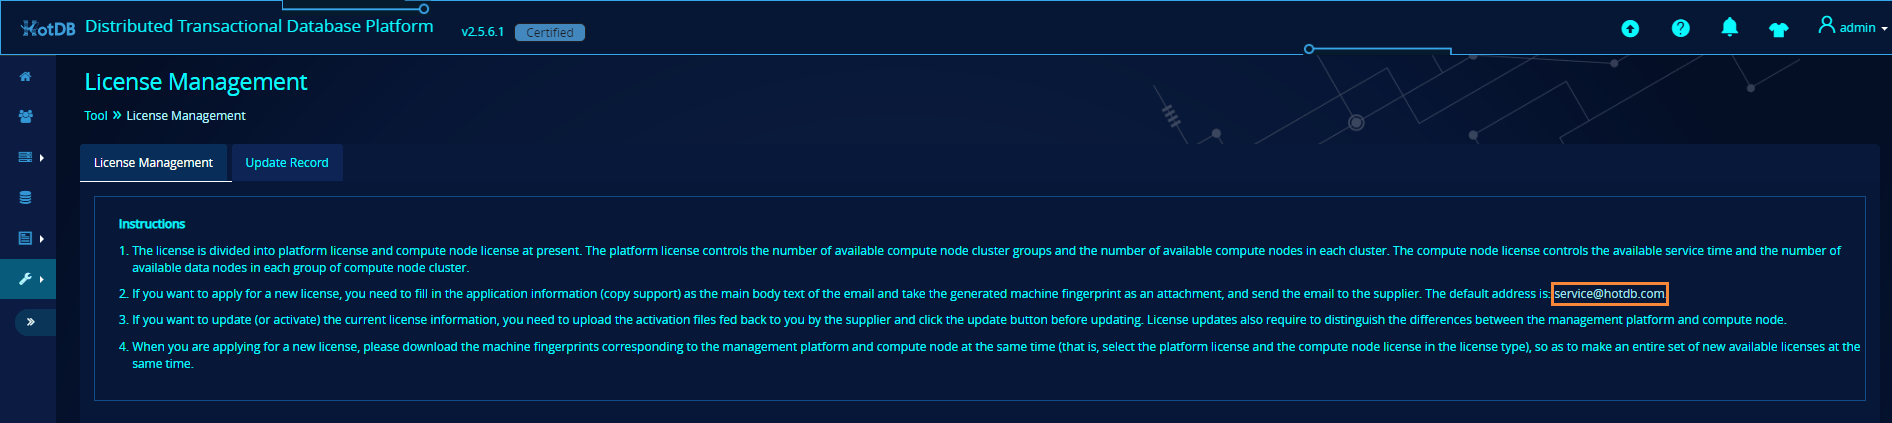 HotDB Distributed Transactional Database Platform v2.5.6.1 Certified admin
License Management
Tool » License Management
License Management Update Record
Instructions
1. The license is divided into platform license and compute node license at present. The platform license controls the number of available compute node cluster groups and the number of available compute nodes in each cluster. The compute node license controls the available service time and the number of
available data nodes in each group of compute node cluster.
2. If you want to apply for a new license, you need to fill in the application information (copy support) as the main body text of the email and take the generated machine fingerprint as an attachment, and send the email to the supplier. The default address is: service@hotdb.com.
3. If you want to update (or activate) the current license information, you need to upload the activation files fed back to you by the supplier and click the update button before updating. License updates also require to distinguish the differences between the management platform and compute node.
4. When you are applying for a new license, please download the machine fingerprints corresponding to the management platform and compute node at the same time (that is, select the platform license and the compute node license in the license type), so as to make an entire set of new available licenses at the
same time.